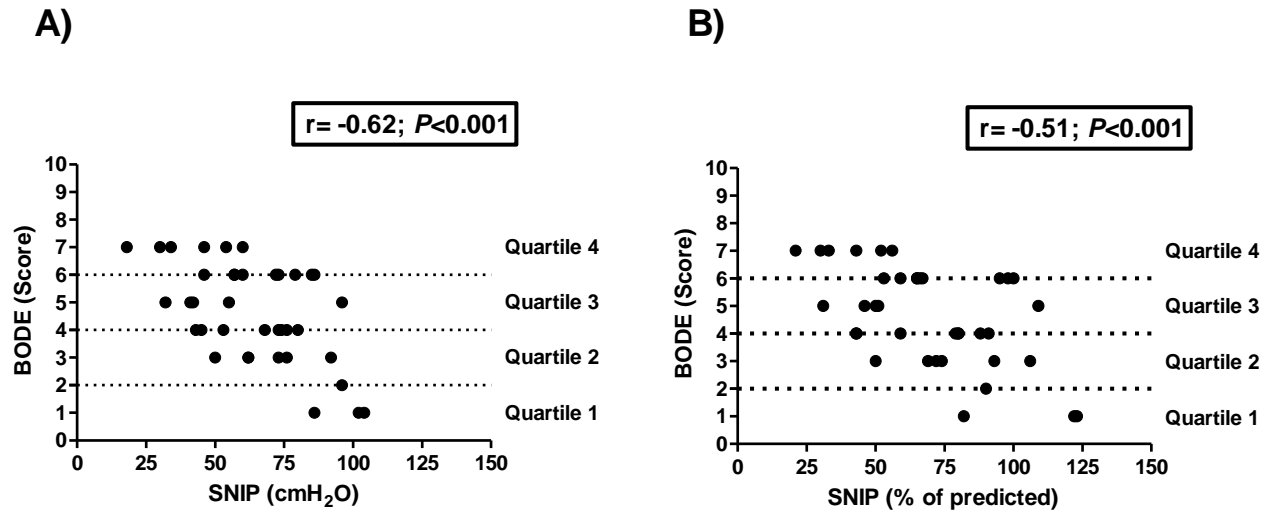 A)
r= -0.62; P<0.001
BODE (Score)
10
9
8
7
6
5
4
3
2
1
0
Quartile 4
Quartile 3
Quartile 2
Quartile 1
0 25 50 75 100 125 150
SNIP (cmH₂O)
B)
r= -0.51; P<0.001
BODE (Score)
10
9
8
7
6
5
4
3
2
1
0
Quartile 4
Quartile 3
Quartile 2
Quartile 1
0 25 50 75 100 125 150
SNIP (% of predicted)